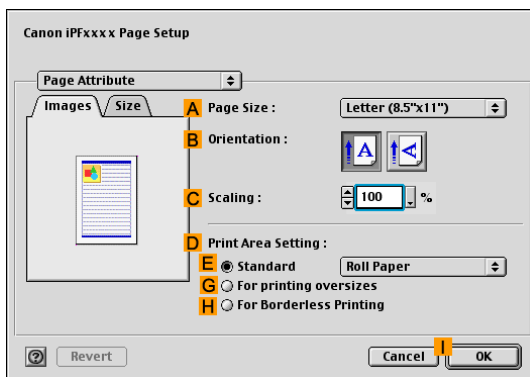 Canon iPFxxxx Page Setup
Page Attribute
Images Size
A Page Size : Letter (8.5"x11")
B Orientation : A A
C Scaling : 100 %
D Print Area Setting :
E Standard Roll Paper
G For printing oversizes
H For Borderless Printing
? Revert Cancel I OK